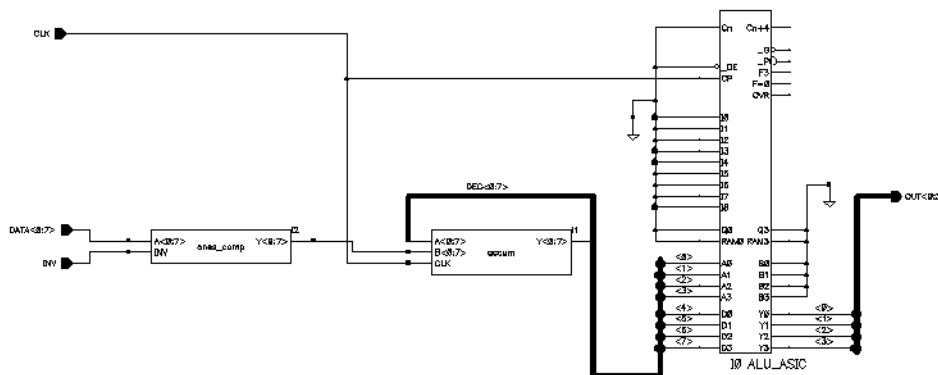 CLK
Cn Cn+4
_G
_P
_OE
F3
CP
F=0
OVR
I0
I1
I2
I3
I4
I5
I6
I7
I8
DEC<0:7>
OUT<0:
DATA<0:7>
I2
I1
Q0 Q3
A<0:7> Y<0:7>
A<0:7> Y<0:7>
RAM0 RAM3
INV
ones_comp
B<0:7>
accum
INV
CLK
<0> A0 B0
<1> A1 B1
<2> A2 B2
<3> A3 B3
<4> D0 Y0 <0>
<5> D1 Y1 <1>
<6> D2 Y2 <2>
<7> D3 Y3 <3>
I0 ALU_ASIC